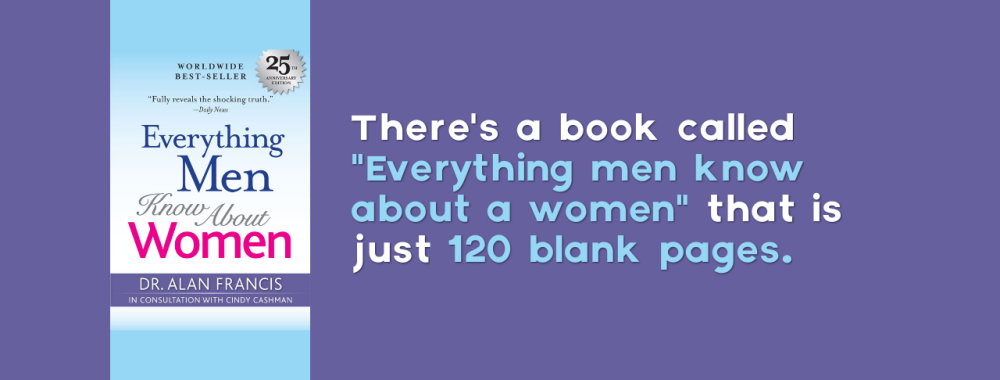 WORLDWIDE
BEST-SELLER
25TH
ANNIVERSARY
EDITION
"Fully reveals the shocking truth."
—Daily News
Everything
Men
Know About
Women
DR. ALAN FRANCIS
IN CONSULTATION WITH CINDY CASHMAN
There's a book called
"Everything men know
about a women" that is
just 120 blank pages.